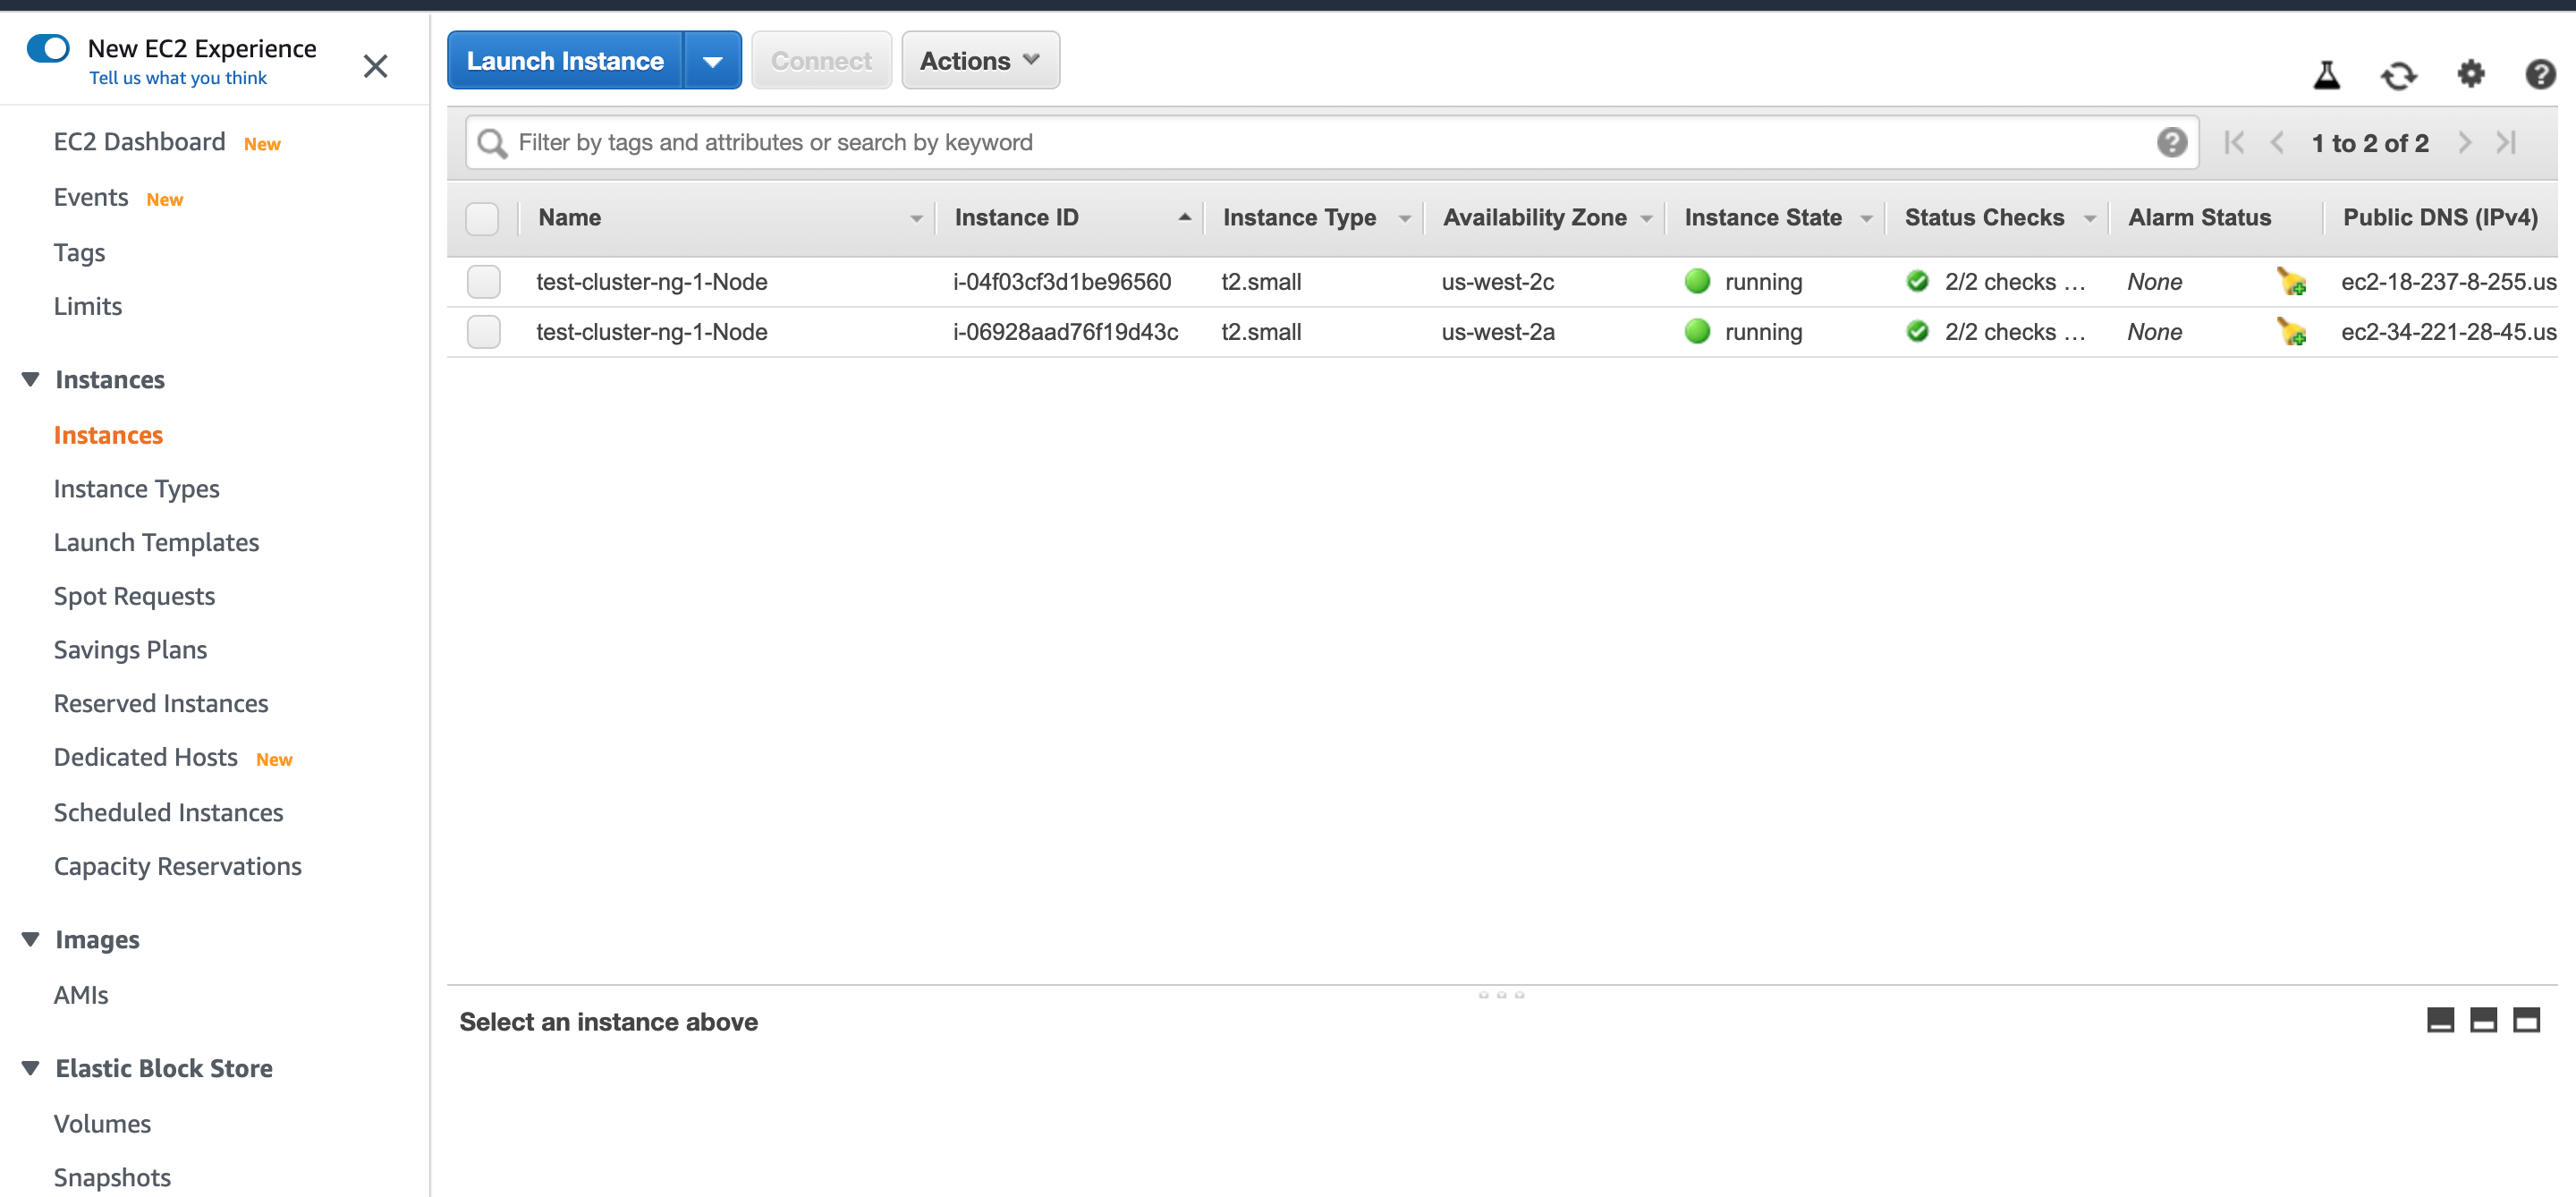 New EC2 Experience
Tell us what you think
EC2 Dashboard New
Events New
Tags
Limits
Instances
Instances
Instance Types
Launch Templates
Spot Requests
Savings Plans
Reserved Instances
Dedicated Hosts New
Scheduled Instances
Capacity Reservations
Images
AMIs
Elastic Block Store
Volumes
Snapshots
Launch Instance Connect Actions
Filter by tags and attributes or search by keyword 1 to 2 of 2
Name Instance ID Instance Type Availability Zone Instance State Status Checks Alarm Status Public DNS (IPv4)
test-cluster-ng-1-Node i-04f03cf3d1be96560 t2.small us-west-2c running 2/2 checks ... None ec2-18-237-8-255.us
test-cluster-ng-1-Node i-06928aad76f19d43c t2.small us-west-2a running 2/2 checks ... None ec2-34-221-28-45.us
Select an instance above